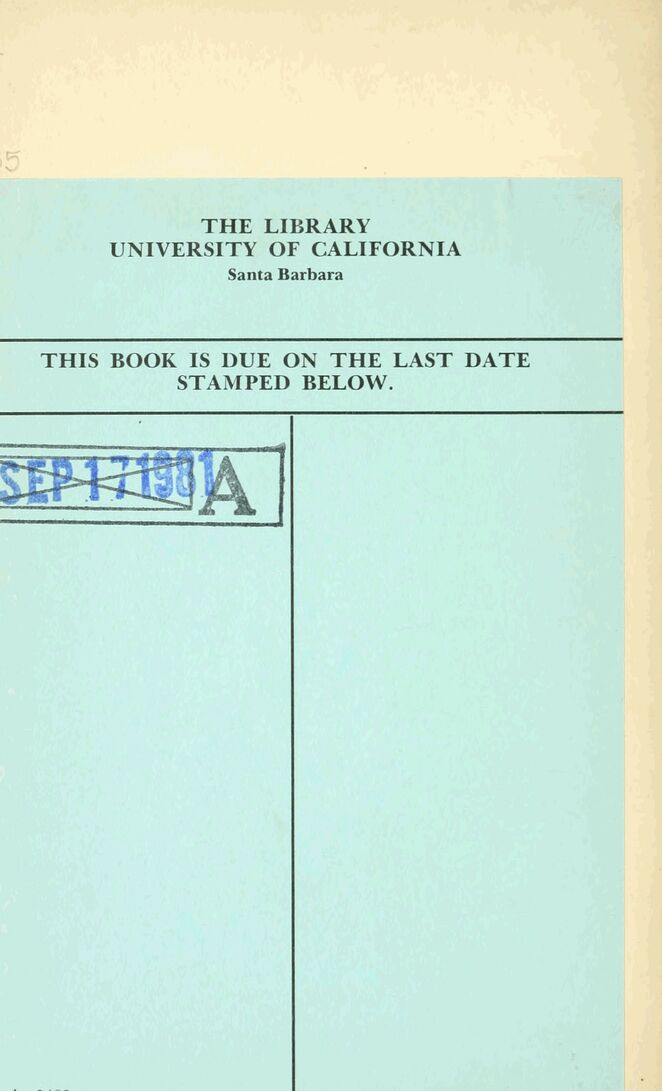 THE LIBRARY
UNIVERSITY OF CALIFORNIA
Santa Barbara
THIS BOOK IS DUE ON THE LAST DATE
STAMPED BELOW.
SEP 17 1981 A